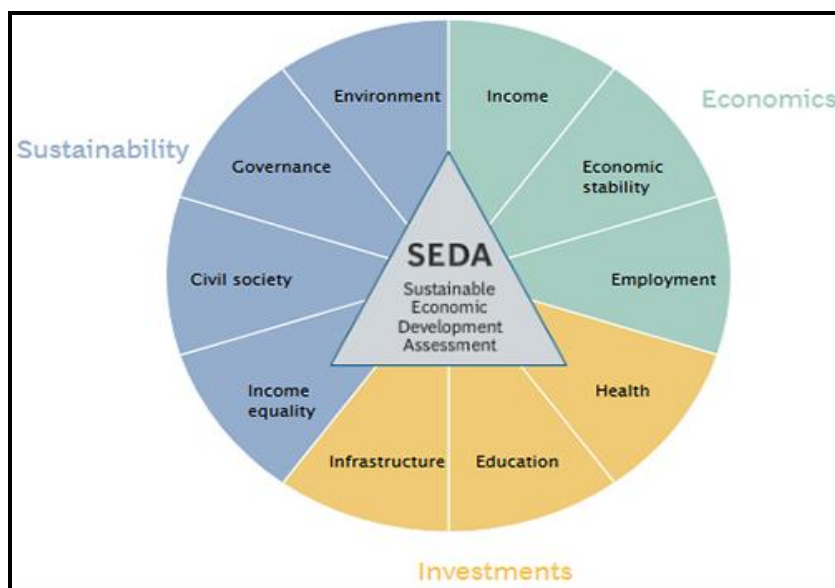 Environment
Income
Economics
Sustainability
Governance
Economic
stability
SEDA
Sustainable
Economic
Development
Assessment
Civil society
Employment
Income
equality
Health
Infrastructure
Education
Investments